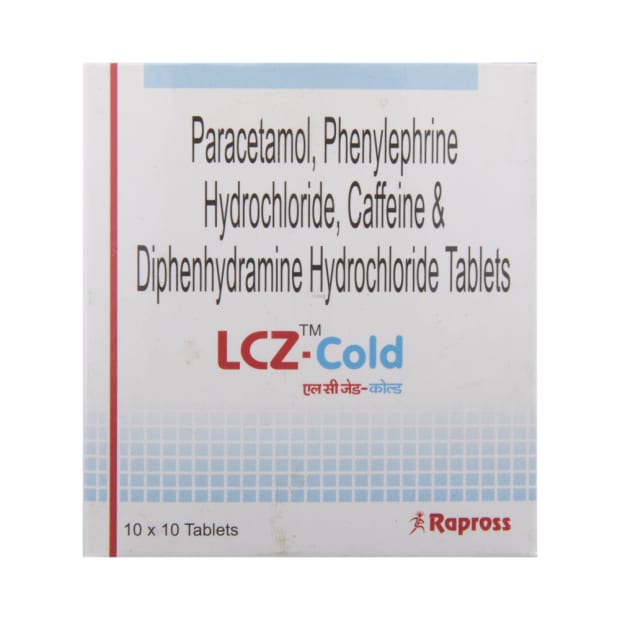 Paracetamol, Phenylephrine
Hydrochloride, Caffeine &
Diphenhydramine Hydrochloride Tablets
LCZ™-Cold
एल सी जेड-कोल्ड
10 x 10 Tablets
Rapross